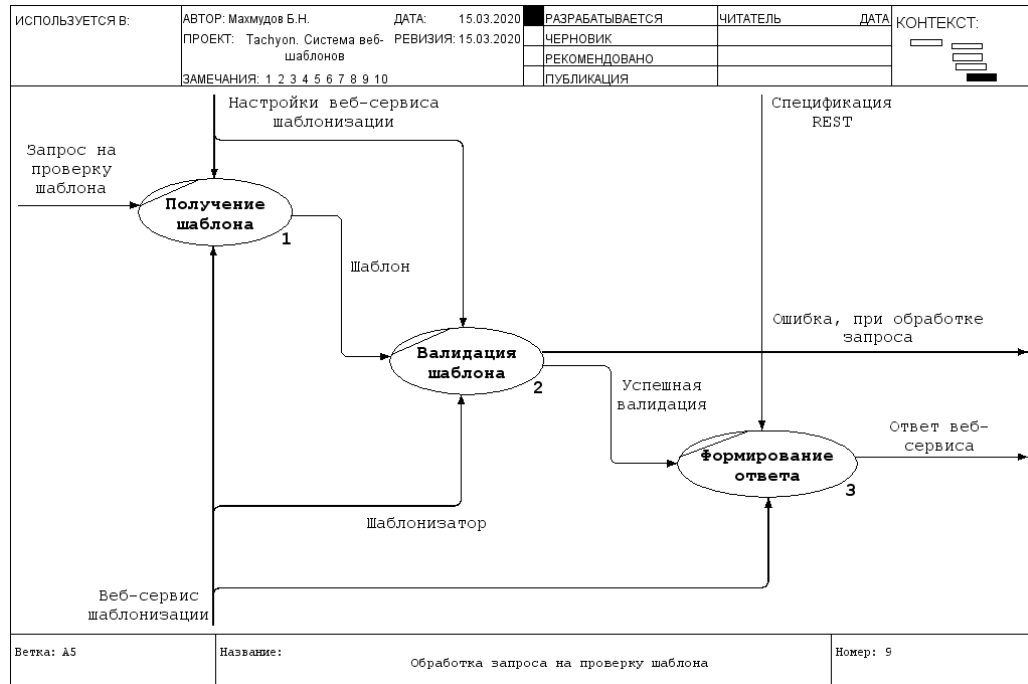 ИСПОЛЬЗУЕТСЯ В:
АВТОР: Махмудов Б.Н.
ДАТА: 15.03.2020
ПРОЕКТ: Tachyon. Система веб-
шаблонов
РЕВИЗИЯ: 15.03.2020
ЗАМЕЧАНИЯ: 1 2 3 4 5 6 7 8 9 10
РАЗРАБАТЫВАЕТСЯ
ЧЕРНОВИК
РЕКОМЕНДОВАНО
ПУБЛИКАЦИЯ
ЧИТАТЕЛЬ
ДАТА
КОНТЕКСТ:
Настройки веб-сервиса
шаблонизации
Спецификация
REST
Запрос на
проверку
шаблона
Получение
шаблона
1
Шаблон
Ошибка, при обработке
запроса
Валидация
шаблона
2
Успешная
валидация
Ответ веб-
сервиса
Формирование
ответа
3
Шаблонизатор
Веб-сервис
шаблонизации
Ветка: A5
Название:
Обработка запроса на проверку шаблона
Номер: 9